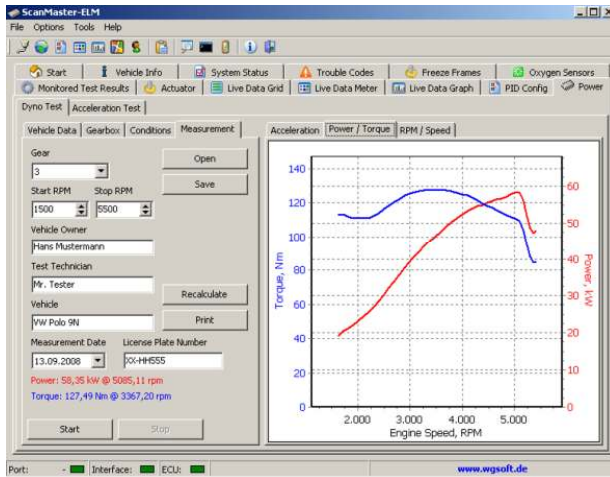 ScanMaster-ELM
File Options Tools Help
Start Vehicle Info System Status Trouble Codes Freeze Frames Oxygen Sensors
Monitored Test Results Actuator Live Data Grid Live Data Meter Live Data Graph PID Config Power
Dyno Test Acceleration Test
Vehicle Data Gearbox Conditions Measurement
Gear
3
Open
Start RPM Stop RPM
Save
1500 5500
Vehicle Owner
Hans Mustermann
Test Technician
Mr. Tester
Recalculate
Vehicle
VW Polo 9N
Print
Measurement Date License Plate Number
13.09.2008 XX-HH555
Power: 58,35 kW @ 5085,11 rpm
Torque: 127,49 Nm @ 3367,20 rpm
Start Stop
Acceleration Power / Torque RPM / Speed
140
120
100
80
60
40
20
0
Torque, Nm
60
50
40
30
20
10
0
Power, kW
2.000 3.000 4.000 5.000
Engine Speed, RPM
Port: - Interface: ECU: www.wgsoft.de